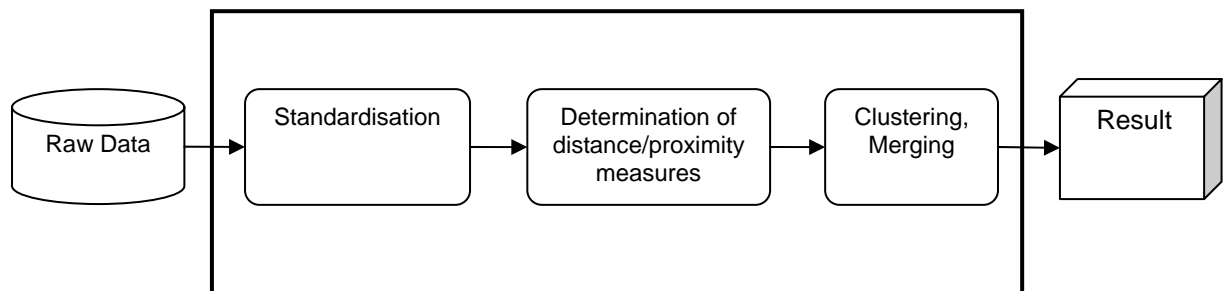 Raw Data
Standardisation
Determination of
distance/proximity
measures
Clustering,
Merging
Result